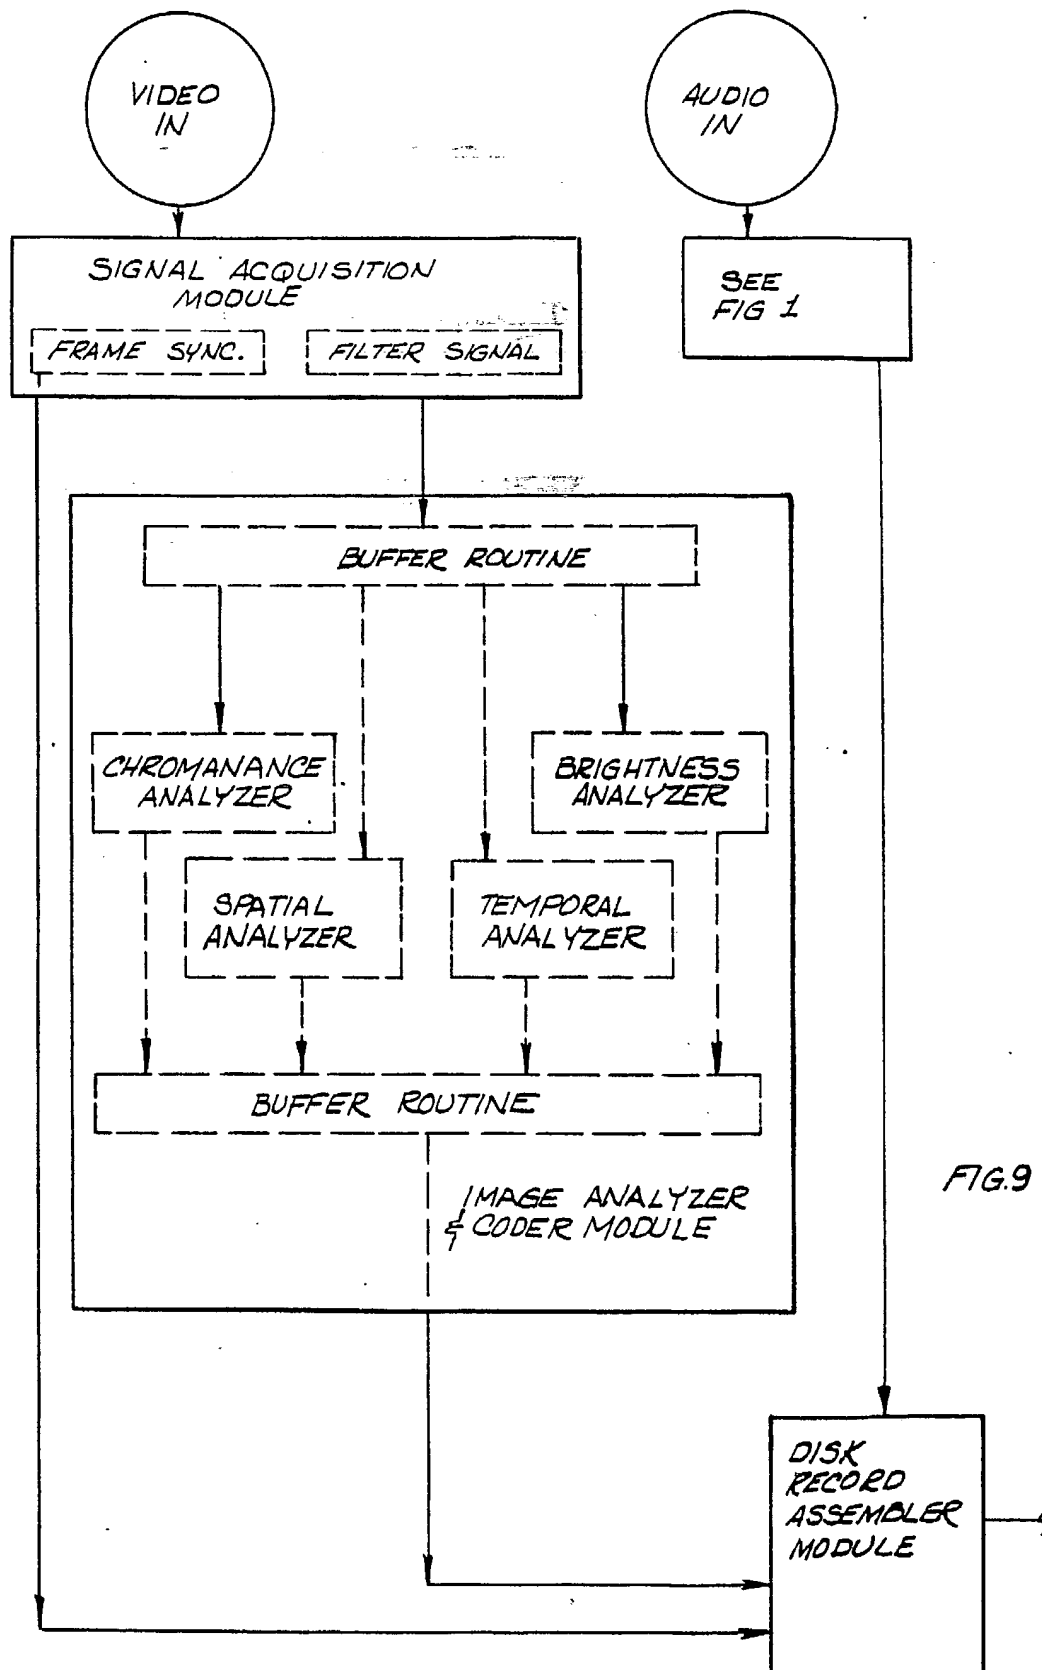 VIDEO
IN
AUDIO
IN
SIGNAL ACQUISITION
MODULE
FRAME SYNC.
FILTER SIGNAL
SEE
FIG 1
BUFFER ROUTINE
CHROMANANCE
ANALYZER
BRIGHTNESS
ANALYZER
SPATIAL
ANALYZER
TEMPORAL
ANALYZER
BUFFER ROUTINE
IMAGE ANALYZER
& CODER MODULE
FIG.9
DISK
RECORD
ASSEMBLER
MODULE